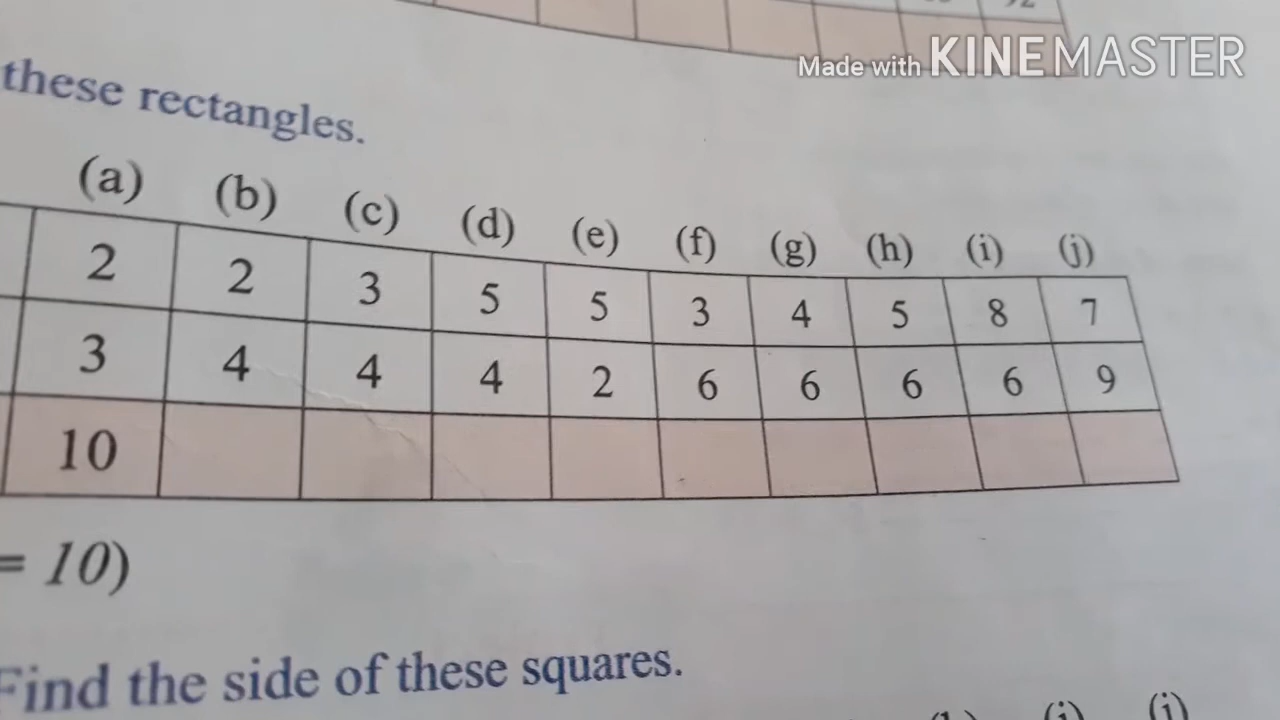 Made with KINEMASTER
these rectangles.
(a) (b) (c) (d) (e) (f) (g) (h) (i) (j)
2 2 3 5 5 3 4 5 8 7
3 4 4 4 2 6 6 6 6 9
10
= 10)
Find the side of these squares.
(i) (j)